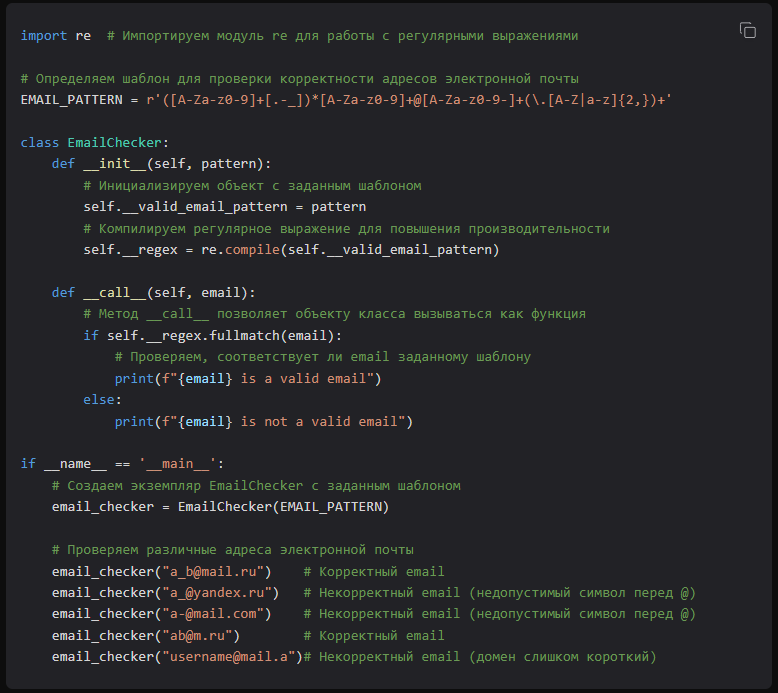 import re  # Импортируем модуль re для работы с регулярными выражениями
# Определяем шаблон для проверки корректности адресов электронной почты
EMAIL_PATTERN = r'([A-Za-z0-9]+[.-_])*[A-Za-z0-9]+@[A-Za-z0-9-]+(\.[A-Z|a-z]{2,})+'
class EmailChecker:
    def __init__(self, pattern):
        # Инициализируем объект с заданным шаблоном
        self.__valid_email_pattern = pattern
        # Компилируем регулярное выражение для повышения производительности
        self.__regex = re.compile(self.__valid_email_pattern)
    def __call__(self, email):
        # Метод __call__ позволяет объекту класса вызываться как функция
        if self.__regex.fullmatch(email):
            # Проверяем, соответствует ли email заданному шаблону
            print(f"{email} is a valid email")
        else:
            print(f"{email} is not a valid email")
if __name__ == '__main__':
    # Создаем экземпляр EmailChecker с заданным шаблоном
    email_checker = EmailChecker(EMAIL_PATTERN)
    # Проверяем различные адреса электронной почты
    email_checker("a_b@mail.ru")    # Корректный email
    email_checker("a_@yandex.ru")   # Некорректный email (недопустимый символ перед @)
    email_checker("a-@mail.com")    # Некорректный email (недопустимый символ перед @)
    email_checker("ab@m.ru")        # Корректный email
    email_checker("username@mail.a")# Некорректный email (домен слишком короткий)